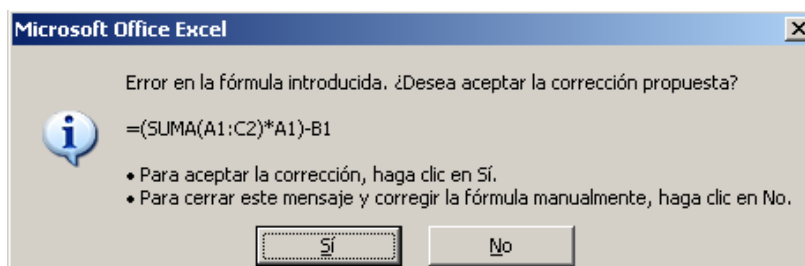 Microsoft Office Excel
Error en la fórmula introducida. ¿Desea aceptar la corrección propuesta?
=(SUMA(A1:C2)*A1)-B1
• Para aceptar la corrección, haga clic en Sí.
• Para cerrar este mensaje y corregir la fórmula manualmente, haga clic en No.
Sí No